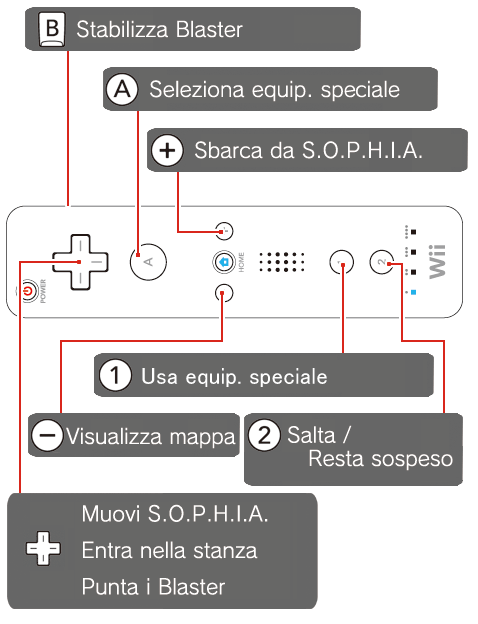 B Stabilizza Blaster
A Seleziona equip. speciale
+ Sbarca da S.O.P.H.I.A.
A
HOME
POWER
1
2
Wii
1 Usa equip. speciale
− Visualizza mappa
2 Salta /
Resta sospeso
Muovi S.O.P.H.I.A.
Entra nella stanza
Punta i Blaster